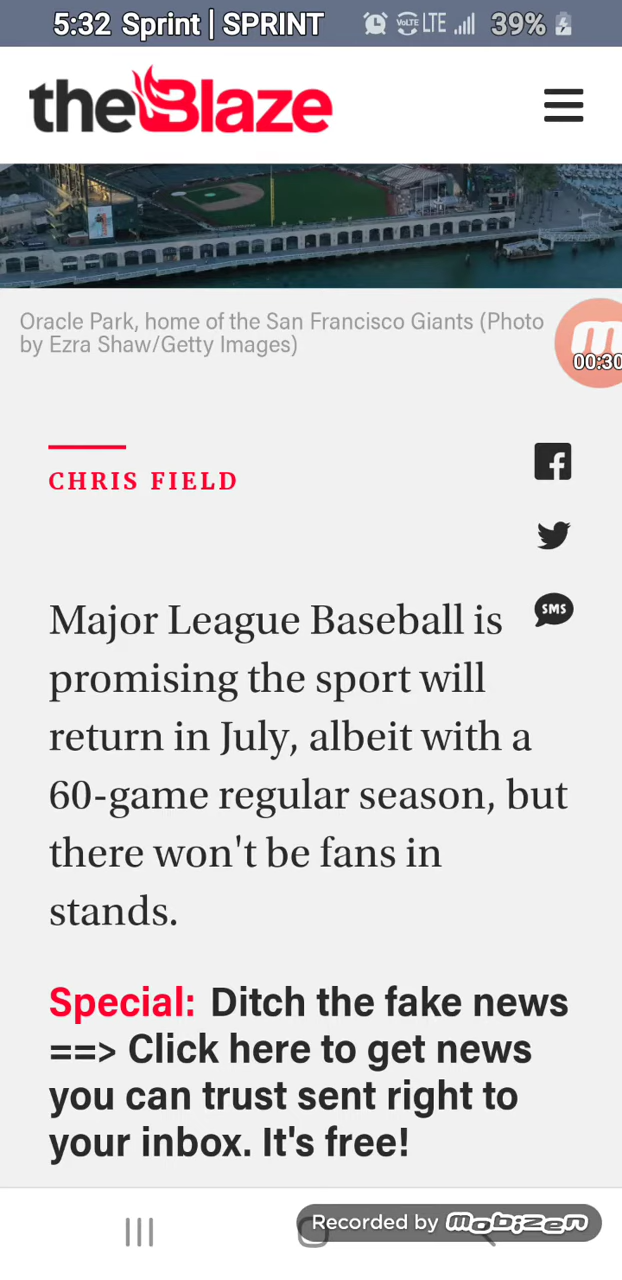 5:32 Sprint | SPRINT VoLTE LTE 39%
theBlaze
Oracle Park, home of the San Francisco Giants (Photo
by Ezra Shaw/Getty Images)
m
00:30
CHRIS FIELD
Major League Baseball is
SMS
promising the sport will
return in July, albeit with a
60-game regular season, but
there won't be fans in
stands.
Special: Ditch the fake news
==> Click here to get news
you can trust sent right to
your inbox. It's free!
Recorded by mobizen